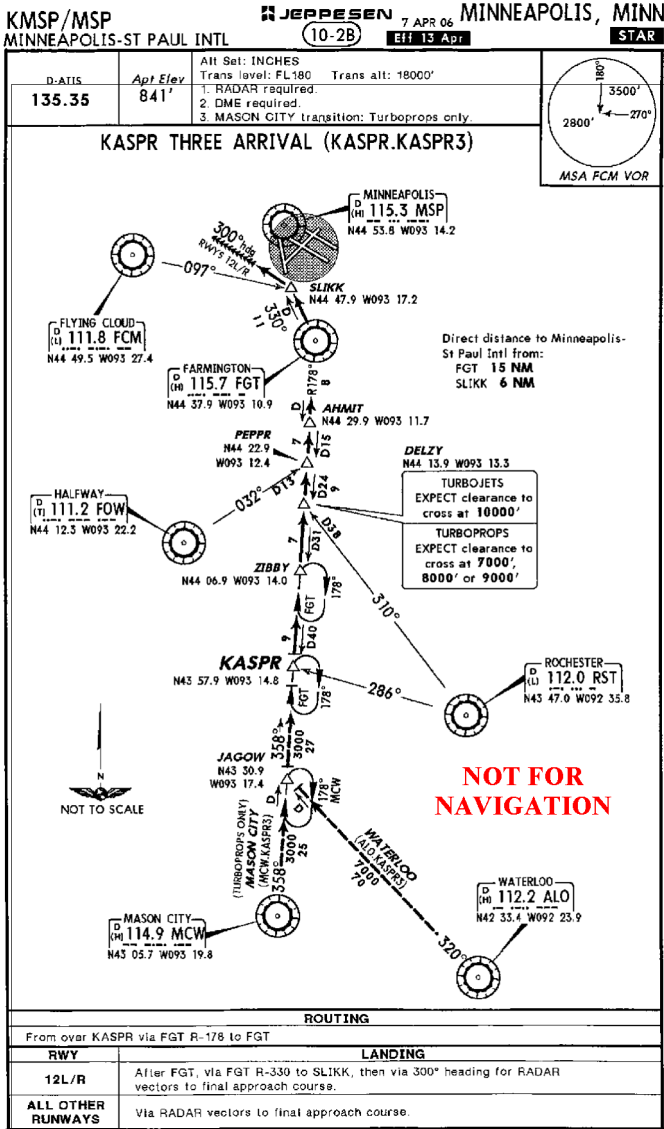 KMSP/MSP
MINNEAPOLIS-ST PAUL INTL
JEPPESEN
7 APR 06
MINNEAPOLIS, MINN
10-2B
Eff 13 Apr
STAR
D-ATIS
135.35
Apt Elev
841'
Alt Set: INCHES
Trans level: FL180 Trans alt: 18000'
1. RADAR required.
2. DME required.
3. MASON CITY transition: Turboprops only.
180°
3500'
270°
2800'
MSA FCM VOR
KASPR THREE ARRIVAL (KASPR.KASPR3)
MINNEAPOLIS
D
(H) 115.3 MSP
N44 53.8 W093 14.2
300° hdg
RWYS 12L/R
097°
SLIKK
N44 47.9 W093 17.2
D
330°
11
FLYING CLOUD
D
(L) 111.8 FCM
N44 49.5 W093 27.4
Direct distance to Minneapolis-
St Paul Intl from:
FGT 15 NM
SLIKK 6 NM
FARMINGTON
D
(H) 115.7 FGT
N44 37.9 W093 10.9
R178°
8
D
AHMIT
N44 29.9 W093 11.7
PEPPR
N44 22.9
W093 12.4
7
D15
DELZY
N44 13.9 W093 13.3
TURBOJETS
EXPECT clearance to
cross at 10000'
TURBOPROPS
EXPECT clearance to
cross at 7000',
8000' or 9000'
032°
D13
D24
9
HALFWAY
D
(T) 111.2 FOW
N44 12.3 W093 22.2
D38
7
D31
ZIBBY
N44 06.9 W093 14.0
FGT
178°
310°
9
D40
KASPR
N43 57.9 W093 14.8
FGT
178°
286°
ROCHESTER
D
(L) 112.0 RST
N43 47.0 W092 35.8
358°
3000
27
JAGOW
N43 30.9
W093 17.4
178°
MCW
D
D
N
NOT TO SCALE
NOT FOR
NAVIGATION
(TURBOPROPS ONLY)
MASON CITY
(MCW.KASPR3)
358°
3000
25
WATERLOO
(ALO.KASPR3)
7000
70
320°
WATERLOO
D
(H) 112.2 ALO
N42 33.4 W092 23.9
MASON CITY
D
(H) 114.9 MCW
N43 05.7 W093 19.8
ROUTING
From over KASPR via FGT R-178 to FGT
RWY
LANDING
12L/R
After FGT, via FGT R-330 to SLIKK, then via 300° heading for RADAR
vectors to final approach course.
ALL OTHER
RUNWAYS
Via RADAR vectors to final approach course.